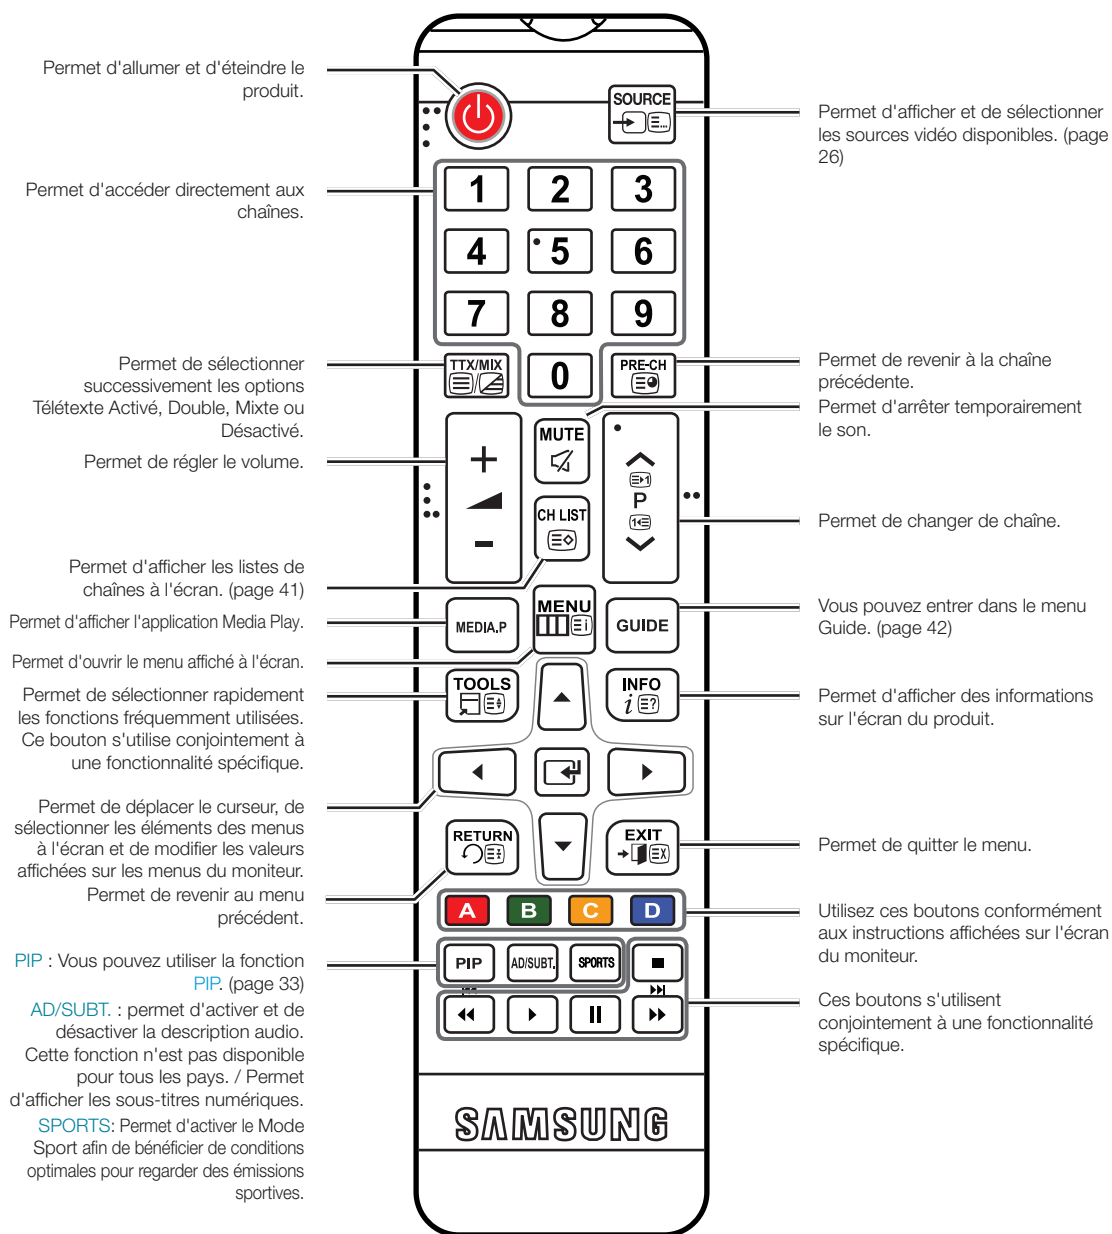 Permet d'allumer et d'éteindre le
produit.
SOURCE
Permet d'afficher et de sélectionner
les sources vidéo disponibles. (page
26)
Permet d'accéder directement aux
chaînes.
1 2 3
4 5 6
7 8 9
TTX/MIX 0 PRE-CH
Permet de sélectionner
successivement les options
Télétexte Activé, Double, Mixte ou
Désactivé.
Permet de revenir à la chaîne
précédente.
Permet d'arrêter temporairement
le son.
MUTE
Permet de régler le volume.
P
CH LIST
Permet de changer de chaîne.
Permet d'afficher les listes de
chaînes à l'écran. (page 41)
MEDIA.P MENU GUIDE
Permet d'afficher l'application Media Play.
Vous pouvez entrer dans le menu
Guide. (page 42)
Permet d'ouvrir le menu affiché à l'écran.
TOOLS INFO
Permet de sélectionner rapidement
les fonctions fréquemment utilisées.
Ce bouton s'utilise conjointement à
une fonctionnalité spécifique.
Permet d'afficher des informations
sur l'écran du produit.
Permet de déplacer le curseur, de
sélectionner les éléments des menus
à l'écran et de modifier les valeurs
affichées sur les menus du moniteur.
RETURN EXIT
Permet de quitter le menu.
Permet de revenir au menu
précédent.
A B C D
Utilisez ces boutons conformément
aux instructions affichées sur l'écran
du moniteur.
PIP AD/SUBT. SPORTS
PIP : Vous pouvez utiliser la fonction
PIP. (page 33)
Ces boutons s'utilisent
conjointement à une fonctionnalité
spécifique.
AD/SUBT. : permet d'activer et de
désactiver la description audio.
Cette fonction n'est pas disponible
pour tous les pays. / Permet
d'afficher les sous-titres numériques.
SPORTS: Permet d'activer le Mode
Sport afin de bénéficier de conditions
optimales pour regarder des émissions
sportives.
SAMSUNG